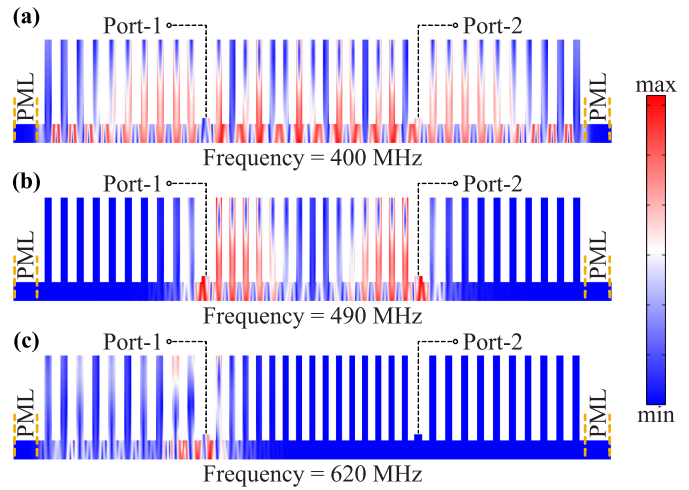 (a)
Port-1
Port-2
PML
PML
Frequency = 400 MHz
(b)
Port-1
Port-2
PML
PML
Frequency = 490 MHz
(c)
Port-1
Port-2
PML
PML
Frequency = 620 MHz
max
min